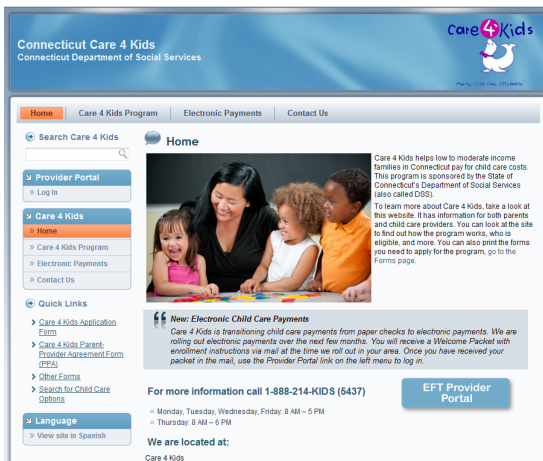 Connecticut Care 4 Kids
Connecticut Department of Social Services
Care 4 Kids
Making Child Care Affordable
Home
Care 4 Kids Program
Electronic Payments
Contact Us
Search Care 4 Kids
Provider Portal
» Log In
Care 4 Kids
» Home
» Care 4 Kids Program
» Electronic Payments
» Contact Us
Quick Links
Care 4 Kids Application
Form
Care 4 Kids Parent-
Provider Agreement Form
(PPA)
Other Forms
Search for Child Care
Options
Language
» View site in Spanish
Home
Care 4 Kids helps low to moderate income
families in Connecticut pay for child care costs.
This program is sponsored by the State of
Connecticut's Department of Social Services
(also called DSS).
To learn more about Care 4 Kids, take a look at
this website. It has information for both parents
and child care providers. You can look at the site
to find out how the program works, who is
eligible, and more. You can also print the forms
you need to apply for the program, go to the
Forms page.
New: Electronic Child Care Payments
Care 4 Kids is transitioning child care payments from paper checks to electronic payments. We are
rolling out electronic payments over the next few months. You will receive a Welcome Packet with
enrollment instructions via mail at the time we roll out in your area. Once you have received your
packet in the mail, use the Provider Portal link on the left menu to log in.
For more information call 1-888-214-KIDS (5437)
EFT Provider
Portal
Monday, Tuesday, Wednesday, Friday: 8 AM – 5 PM
Thursday: 8 AM – 6 PM
We are located at:
Care 4 Kids